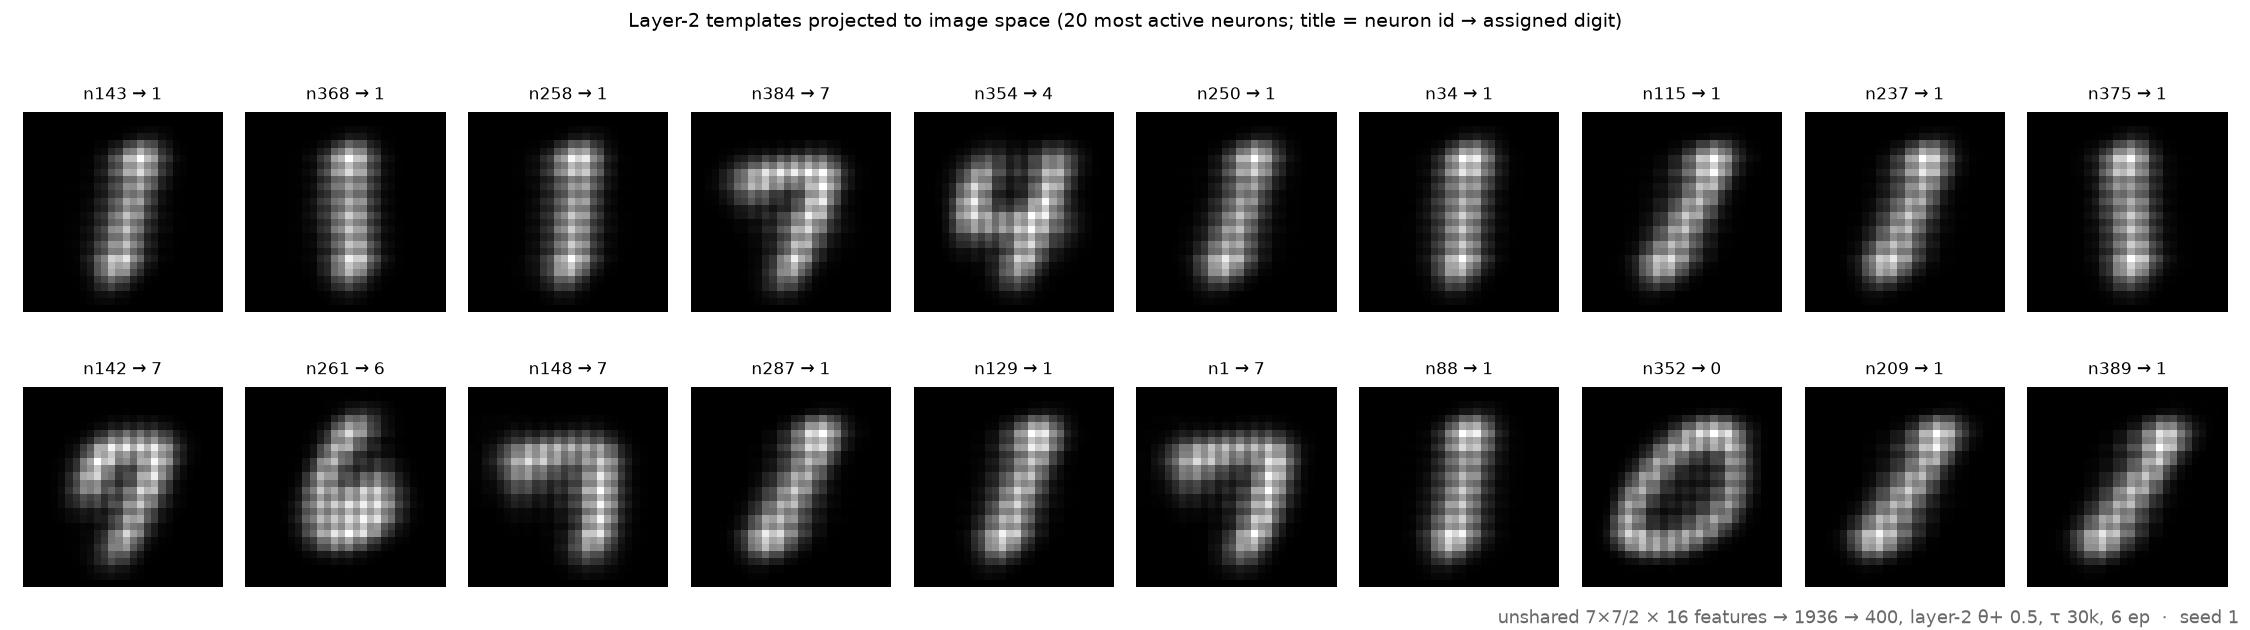 Layer-2 templates projected to image space (20 most active neurons; title = neuron id → assigned digit)
n143 → 1 n368 → 1 n258 → 1 n384 → 7 n354 → 4 n250 → 1 n34 → 1 n115 → 1 n237 → 1 n375 → 1
n142 → 7 n261 → 6 n148 → 7 n287 → 1 n129 → 1 n1 → 7 n88 → 1 n352 → 0 n209 → 1 n389 → 1
unshared 7×7/2 × 16 features → 1936 → 400, layer-2 θ+ 0.5, τ 30k, 6 ep · seed 1